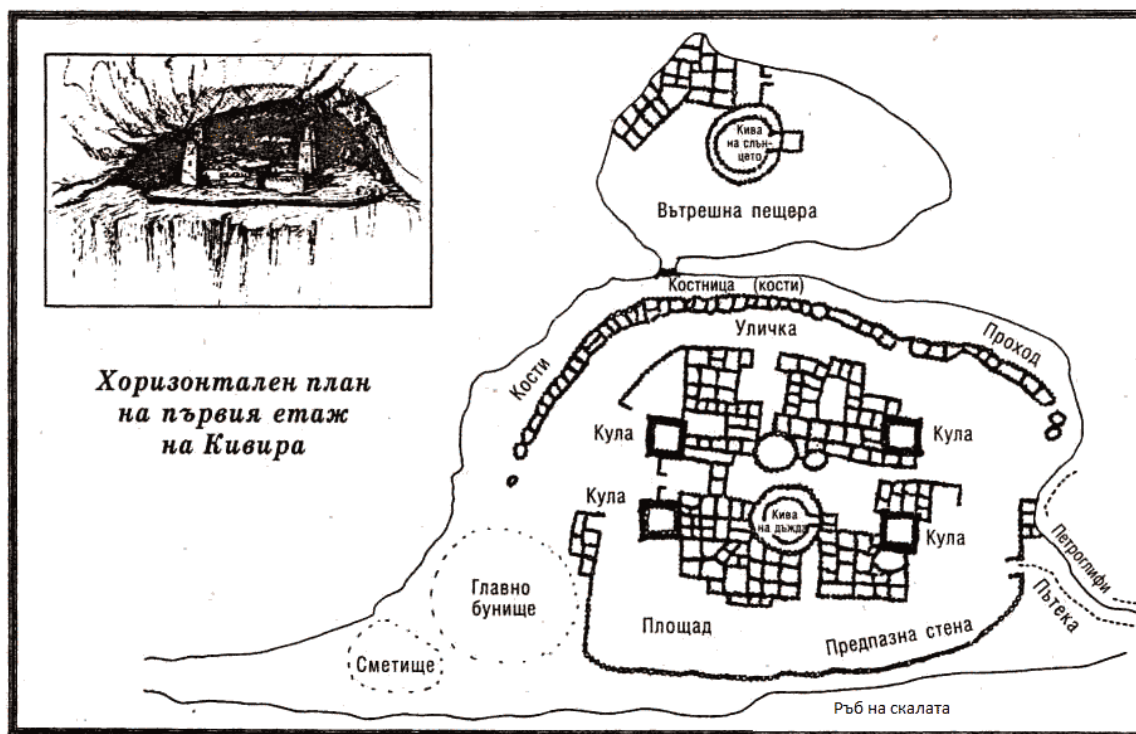 Кива
на слън-
цето
Вътрешна пещера
Костница (кости)
Уличка
Проход
Кости
Хоризонтален план
на първия етаж
на Кивира
Кула
Кула
Кула
Кива
на дъжда
Кула
Петроглифи
Пътека
Главно
бунище
Площад
Предпазна стена
Сметище
Ръб на скалата